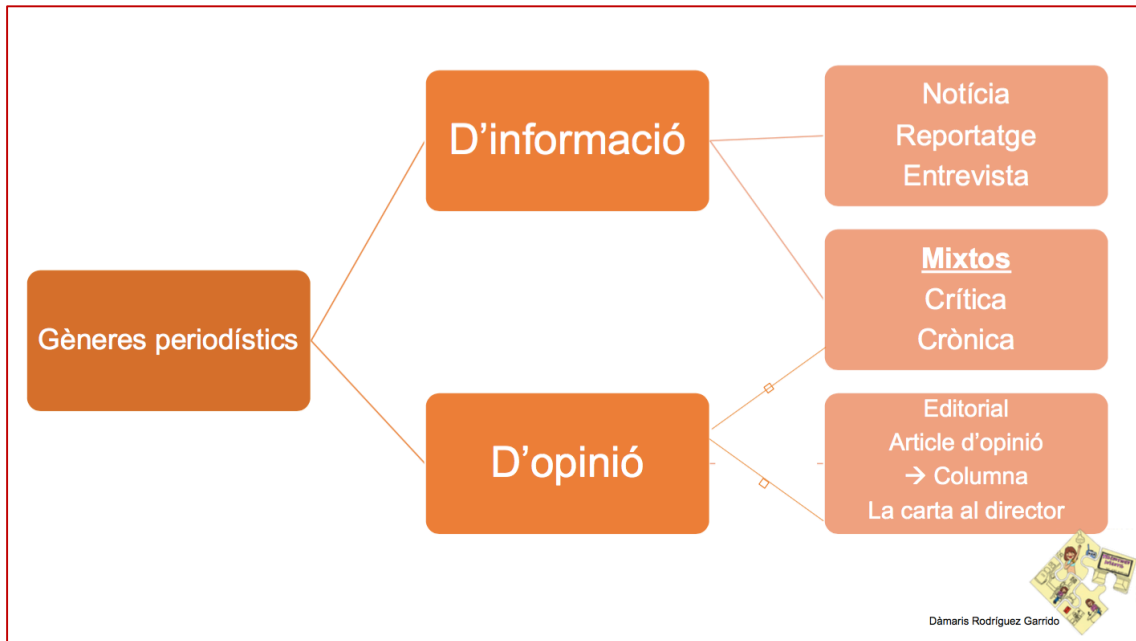 Gèneres periodístics
D'informació
D'opinió
Notícia
Reportatge
Entrevista
Mixtos
Crítica
Crònica
Editorial
Article d'opinió
→ Columna
La carta al director
Dàmaris Rodríguez Garrido